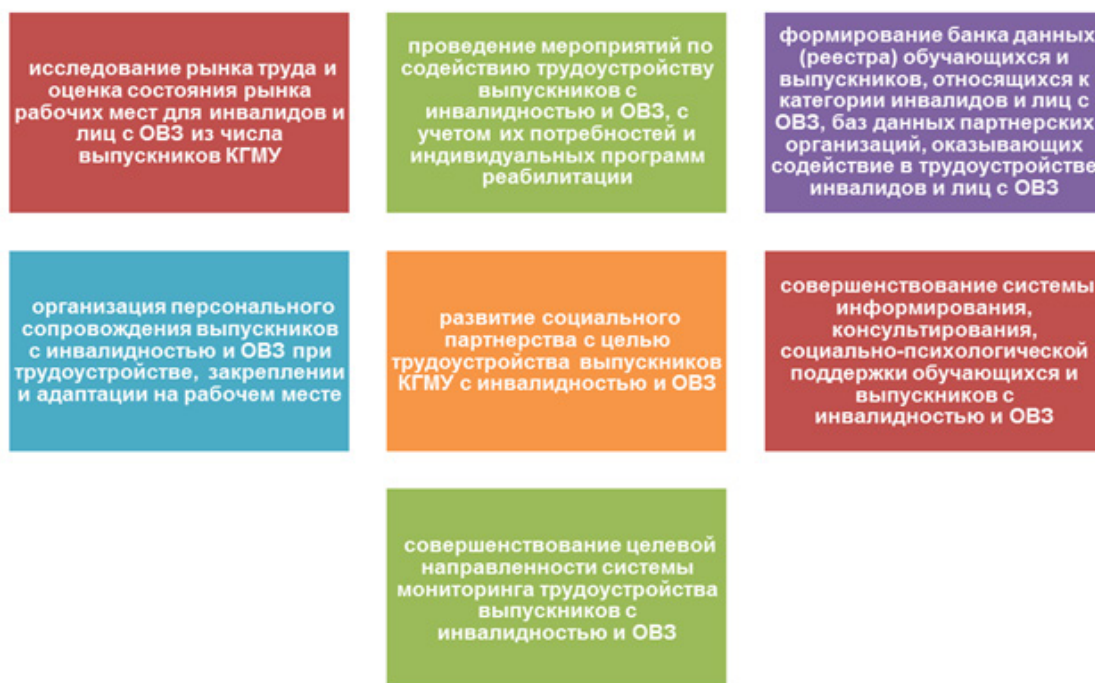 исследование рынка труда и
оценка состояния рынка
рабочих мест для инвалидов и
лиц с ОВЗ из числа
выпускников КГМУ
проведение мероприятий по
содействию трудоустройству
выпускников с
инвалидностью и ОВЗ, с
учетом их потребностей и
индивидуальных программ
реабилитации
формирование банка данных
(реестра) обучающихся и
выпускников, относящихся к
категории инвалидов и лиц с
ОВЗ, баз данных партнерских
организаций, оказывающих
содействие в трудоустройстве
инвалидов и лиц с ОВЗ
организация персонального
сопровождения выпускников
с инвалидностью и ОВЗ при
трудоустройстве, закреплении
и адаптации на рабочем месте
развитие социального
партнерства с целью
трудоустройства выпускников
КГМУ с инвалидностью и ОВЗ
совершенствование системы
информирования,
консультирования,
социально-психологической
поддержки обучающихся и
выпускников с
инвалидностью и ОВЗ
совершенствование целевой
направленности системы
мониторинга трудоустройства
выпускников с
инвалидностью и ОВЗ